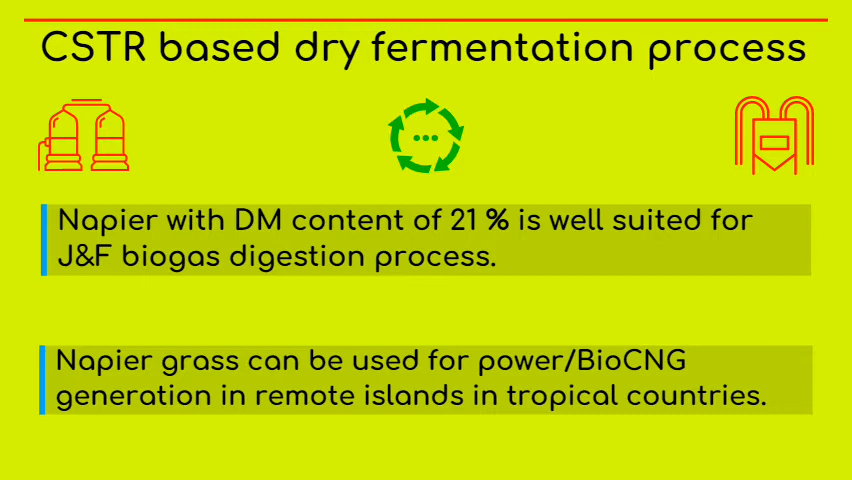 CSTR based dry fermentation process
Napier with DM content of 21 % is well suited for
J&F biogas digestion process.
Napier grass can be used for power/BioCNG
generation in remote islands in tropical countries.